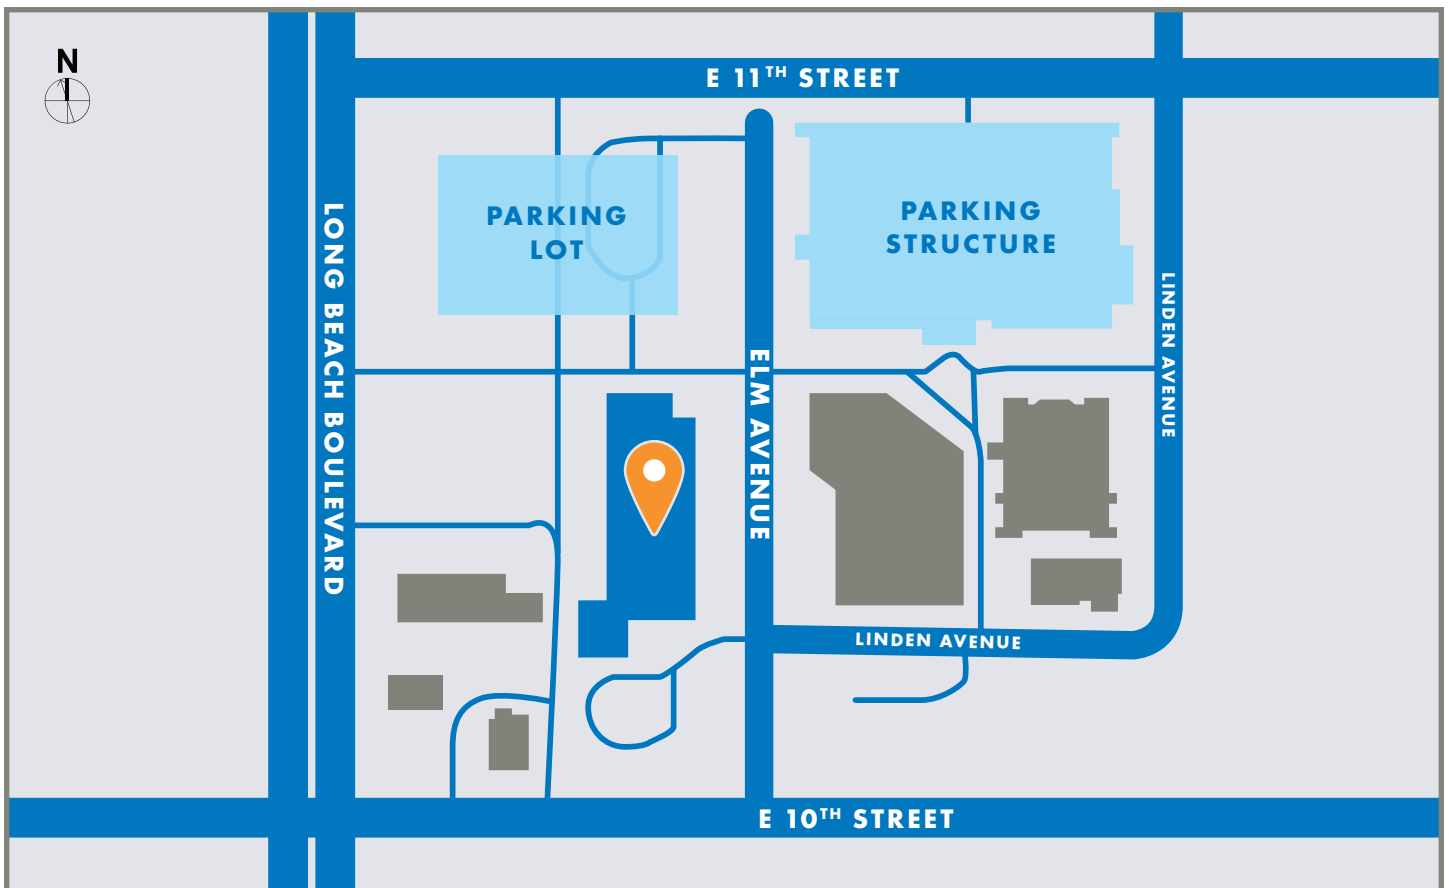 N
E 11TH STREET
PARKING
LOT
PARKING
STRUCTURE
LONG BEACH BOULEVARD
ELM AVENUE
LINDEN AVENUE
LINDEN AVENUE
E 10TH STREET